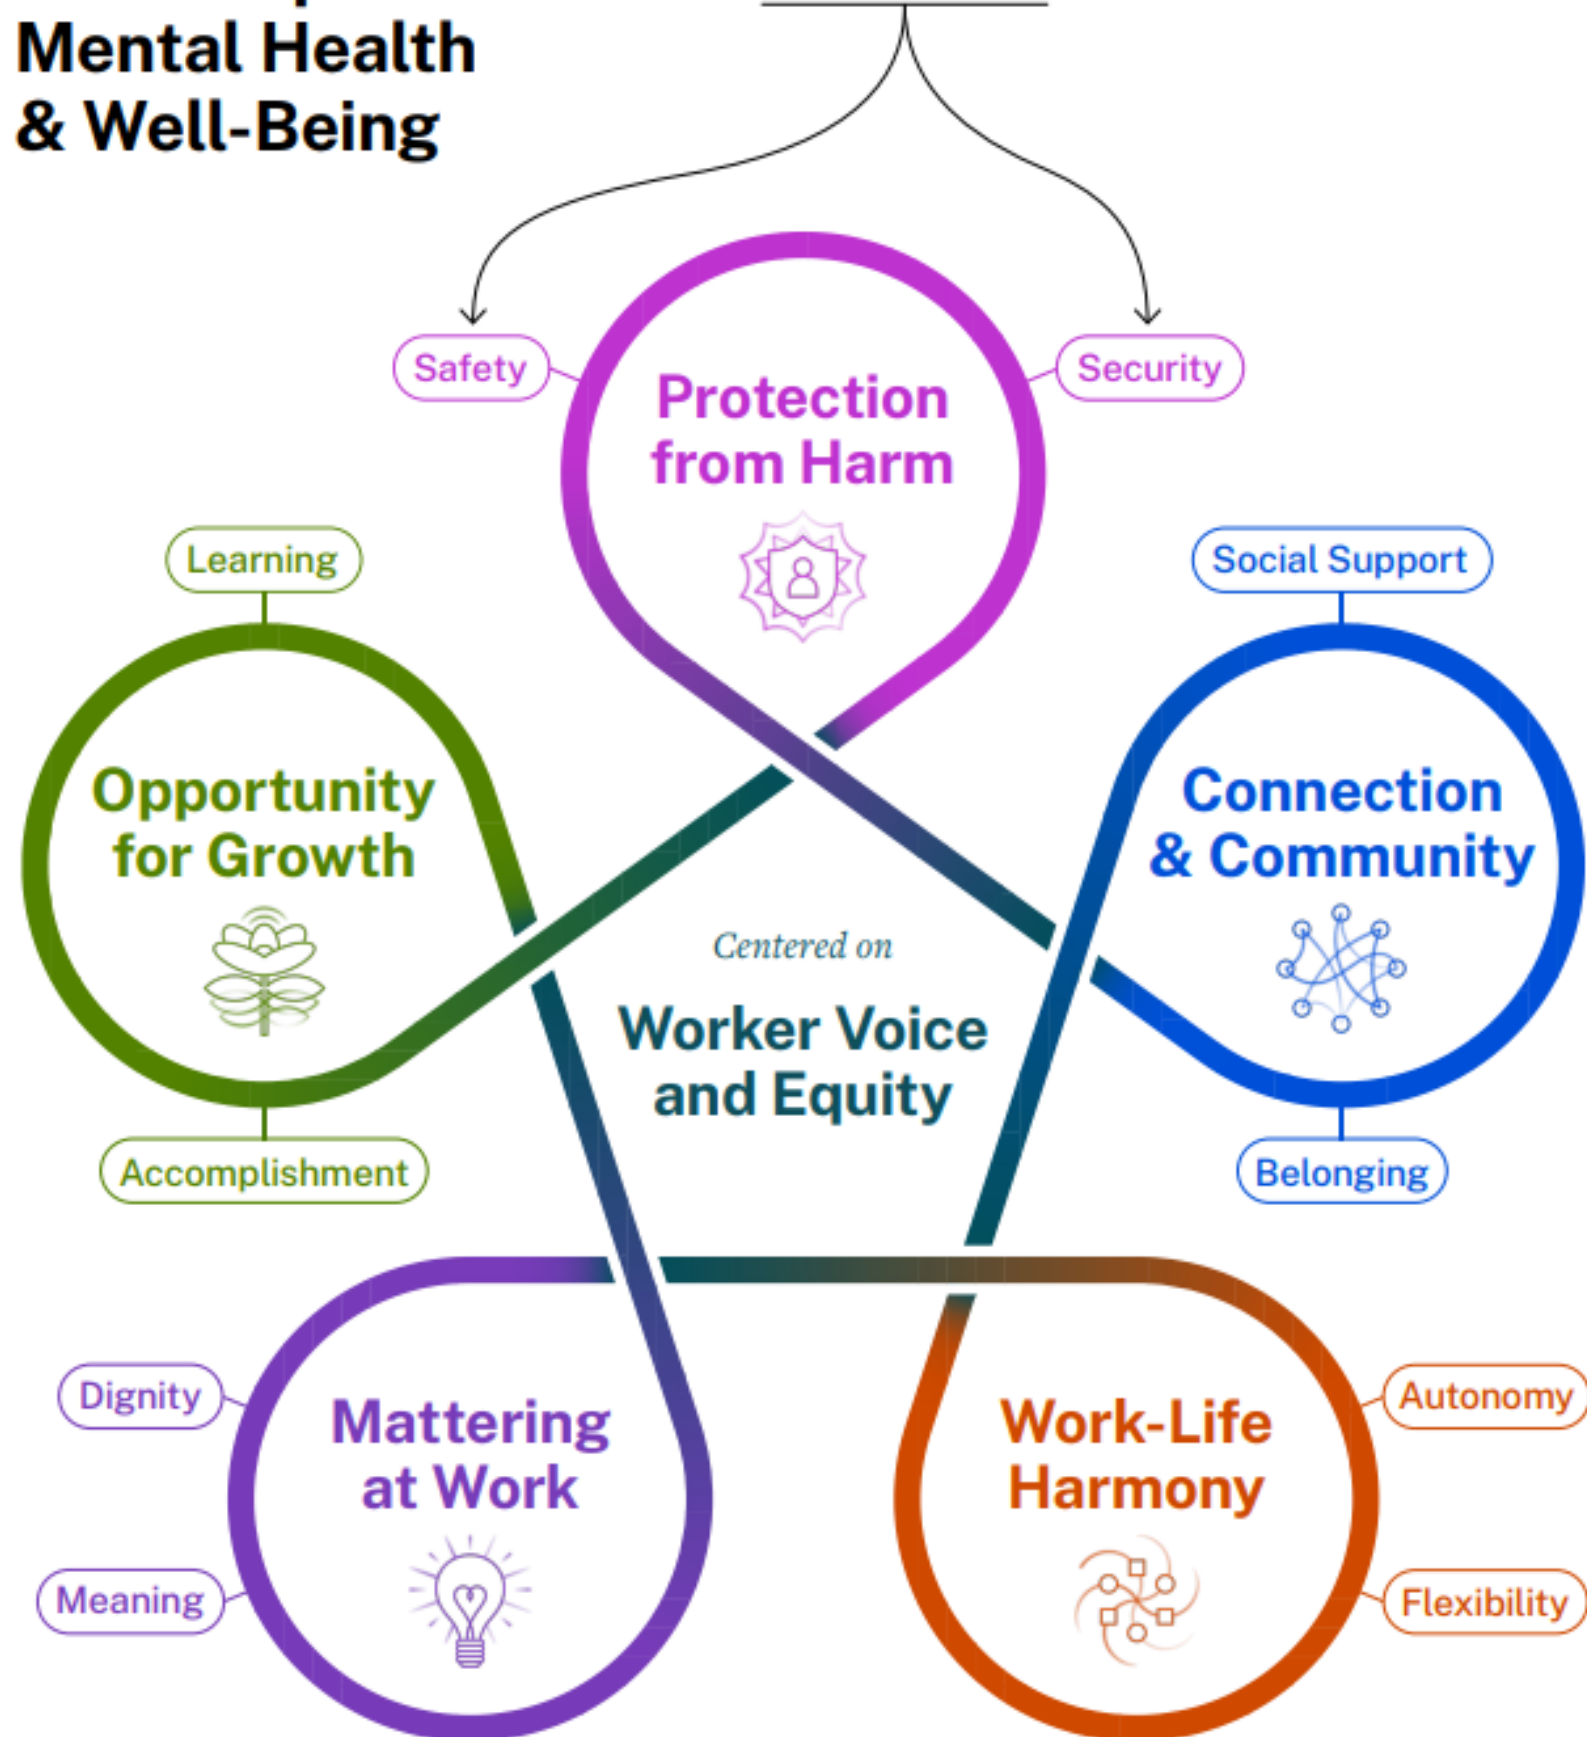 Mental Health
& Well-Being
Safety
Security
Protection
from Harm
Learning
Social Support
Opportunity
for Growth
Connection
& Community
Centered on
Worker Voice
and Equity
Accomplishment
Belonging
Dignity
Autonomy
Mattering
at Work
Work-Life
Harmony
Meaning
Flexibility